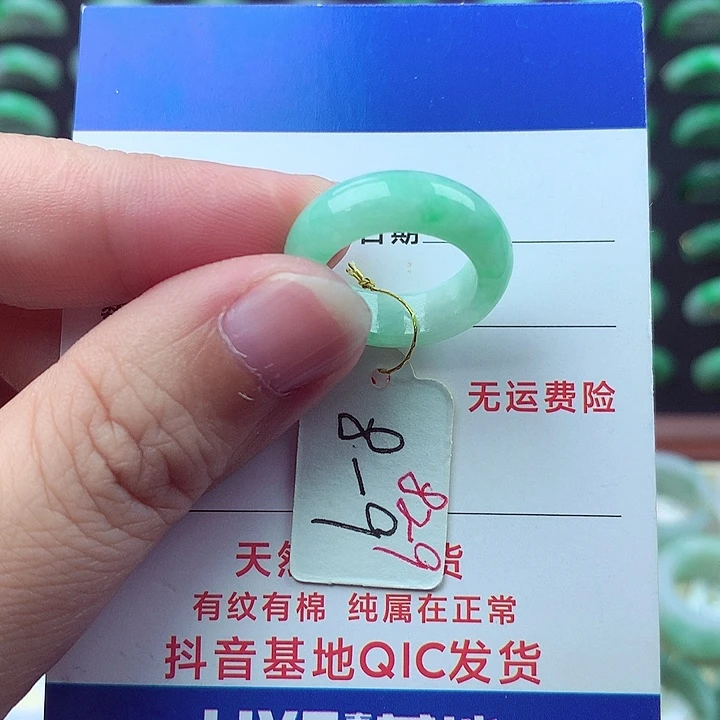 日期
无运费险
8-9
829
天然 货
有纹有棉 纯属在正常
抖音基地QIC发货